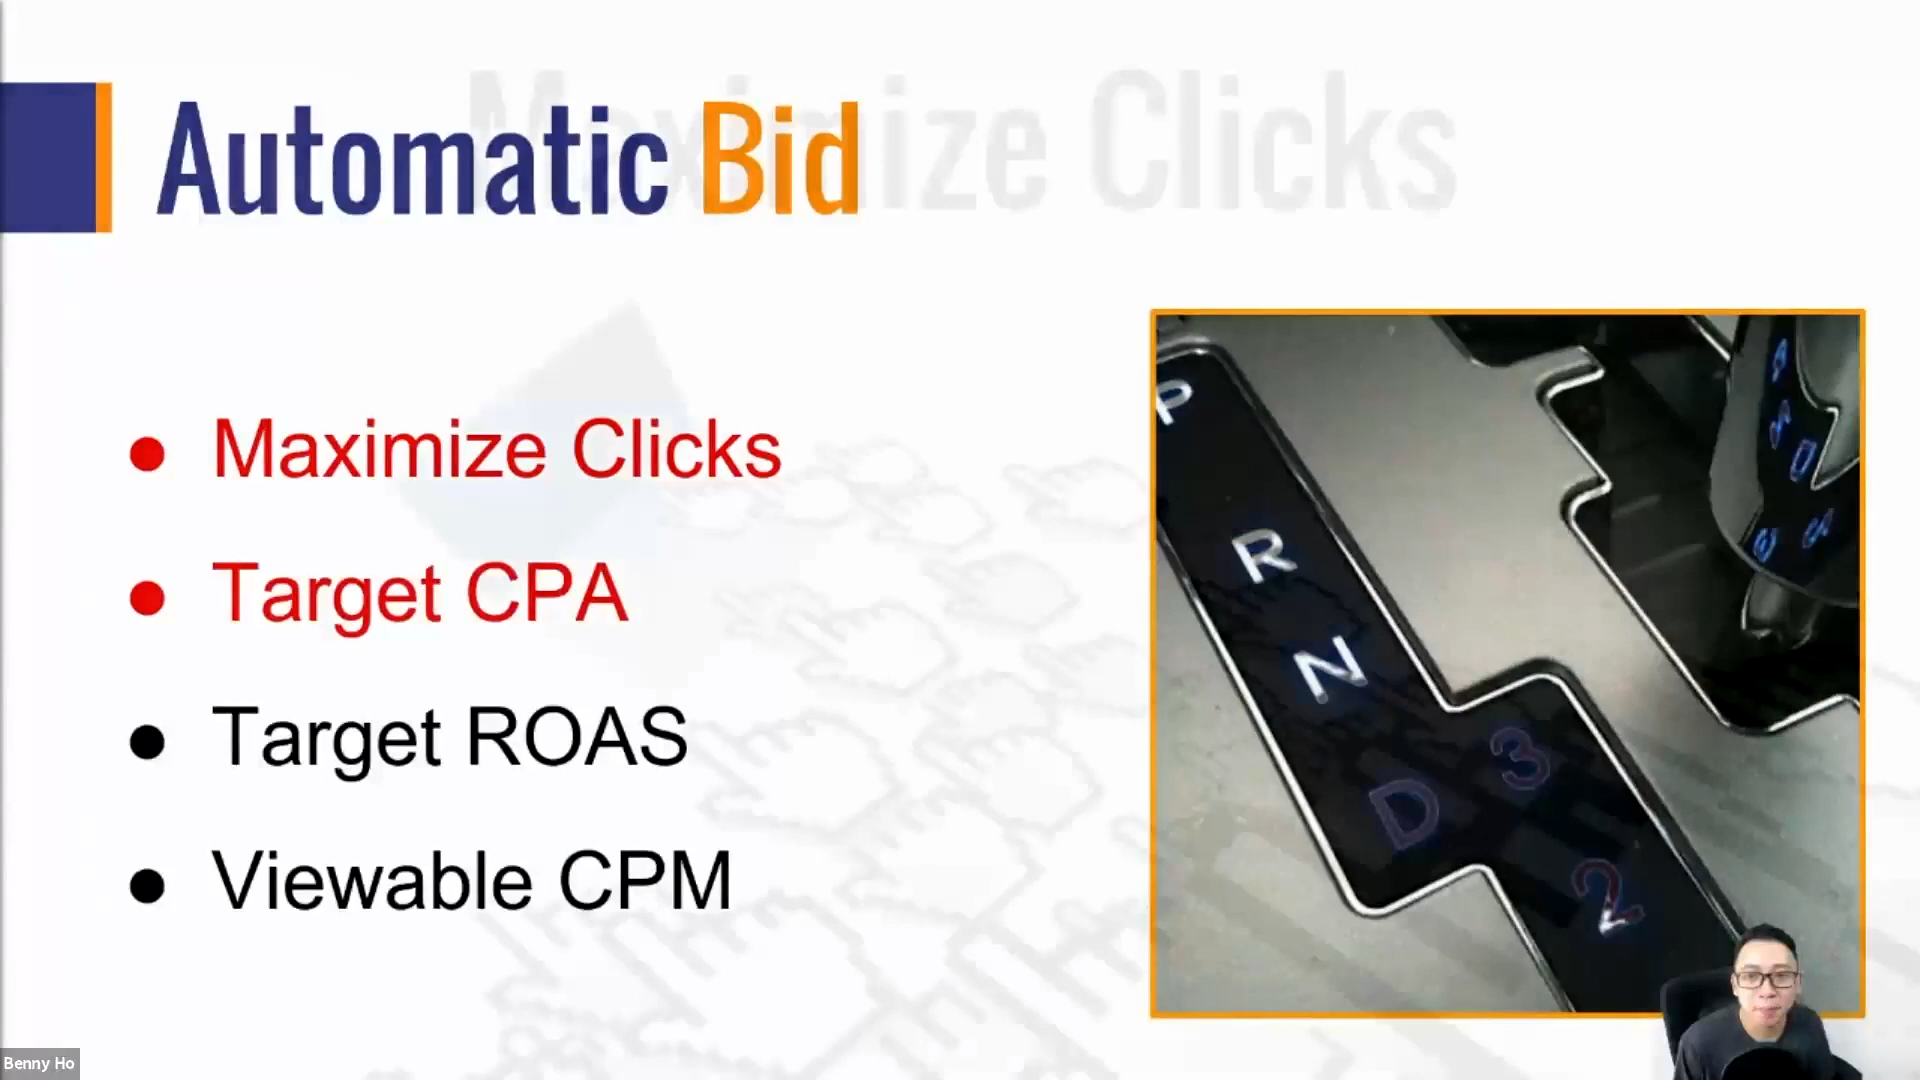 Maximize Clicks
Automatic Bid
● Maximize Clicks
● Target CPA
● Target ROAS
● Viewable CPM
P
R
N
D 3
2
Benny Ho